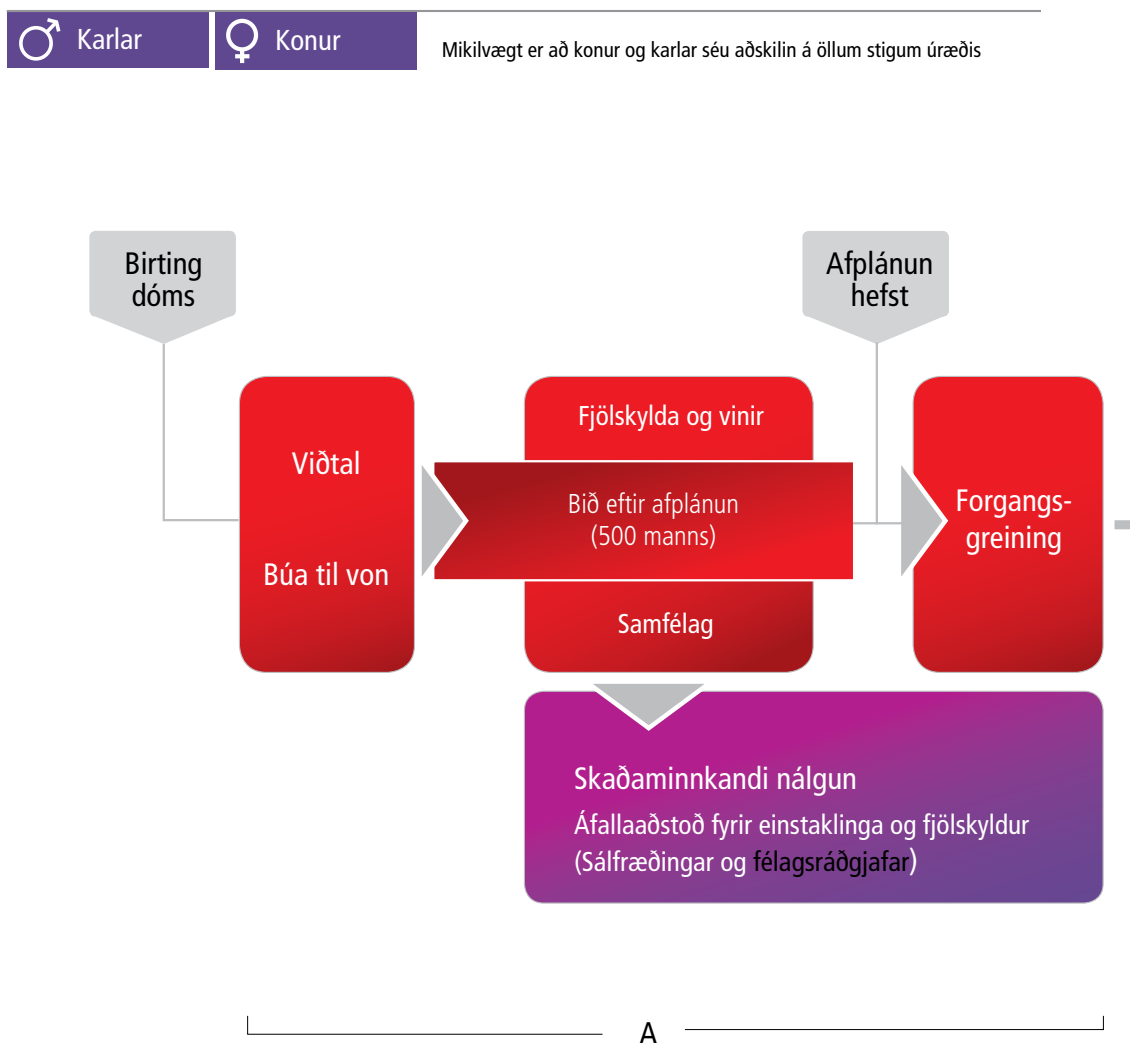 Karlar
Konur
Mikilvægt er að konur og karlar séu aðskilin á öllum stigum úræðis
Birting
dóms
Afplánun
hefst
Viðtal
Búa til von
Fjölskylda og vinir
Bið eftir afplánun
(500 manns)
Samfélag
Forgangs-
greining
Skaðaminnkandi nálgun
Áfallaaðstoð fyrir einstaklinga og fjölskyldur
(Sálfræðingar og félagsráðgjafar)
A